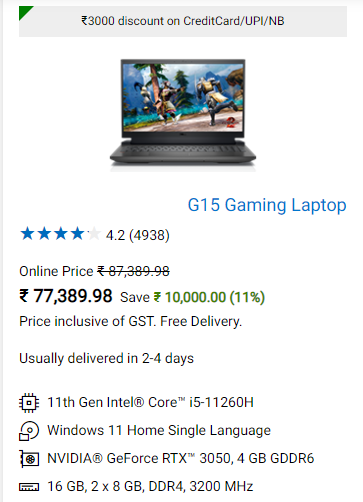 ₹3000 discount on CreditCard/UPI/NB
G15 Gaming Laptop
4.2 (4938)
Online Price ₹ 87,389.98
₹ 77,389.98 Save ₹ 10,000.00 (11%)
Price inclusive of GST. Free Delivery.
Usually delivered in 2-4 days
11th Gen Intel® Core™ i5-11260H
Windows 11 Home Single Language
NVIDIA® GeForce RTX™ 3050, 4 GB GDDR6
16 GB, 2 x 8 GB, DDR4, 3200 MHz